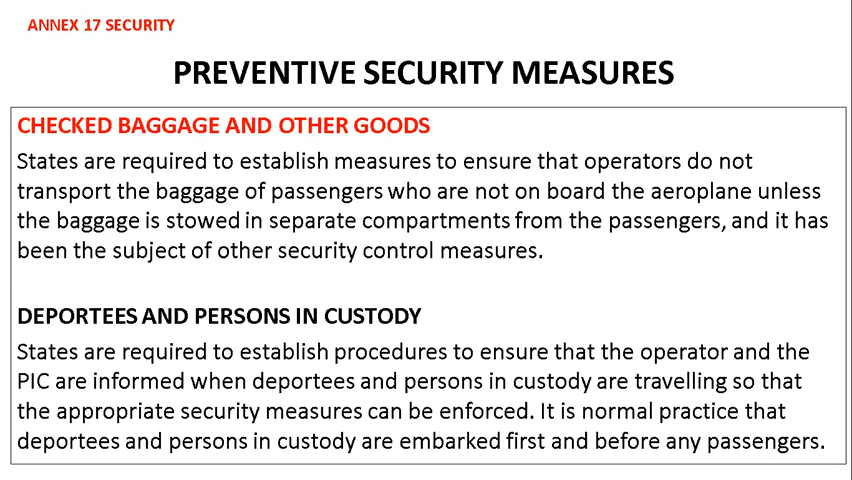 ANNEX 17 SECURITY
PREVENTIVE SECURITY MEASURES
CHECKED BAGGAGE AND OTHER GOODS
States are required to establish measures to ensure that operators do not
transport the baggage of passengers who are not on board the aeroplane unless
the baggage is stowed in separate compartments from the passengers, and it has
been the subject of other security control measures.
DEPORTEES AND PERSONS IN CUSTODY
States are required to establish procedures to ensure that the operator and the
PIC are informed when deportees and persons in custody are travelling so that
the appropriate security measures can be enforced. It is normal practice that
deportees and persons in custody are embarked first and before any passengers.